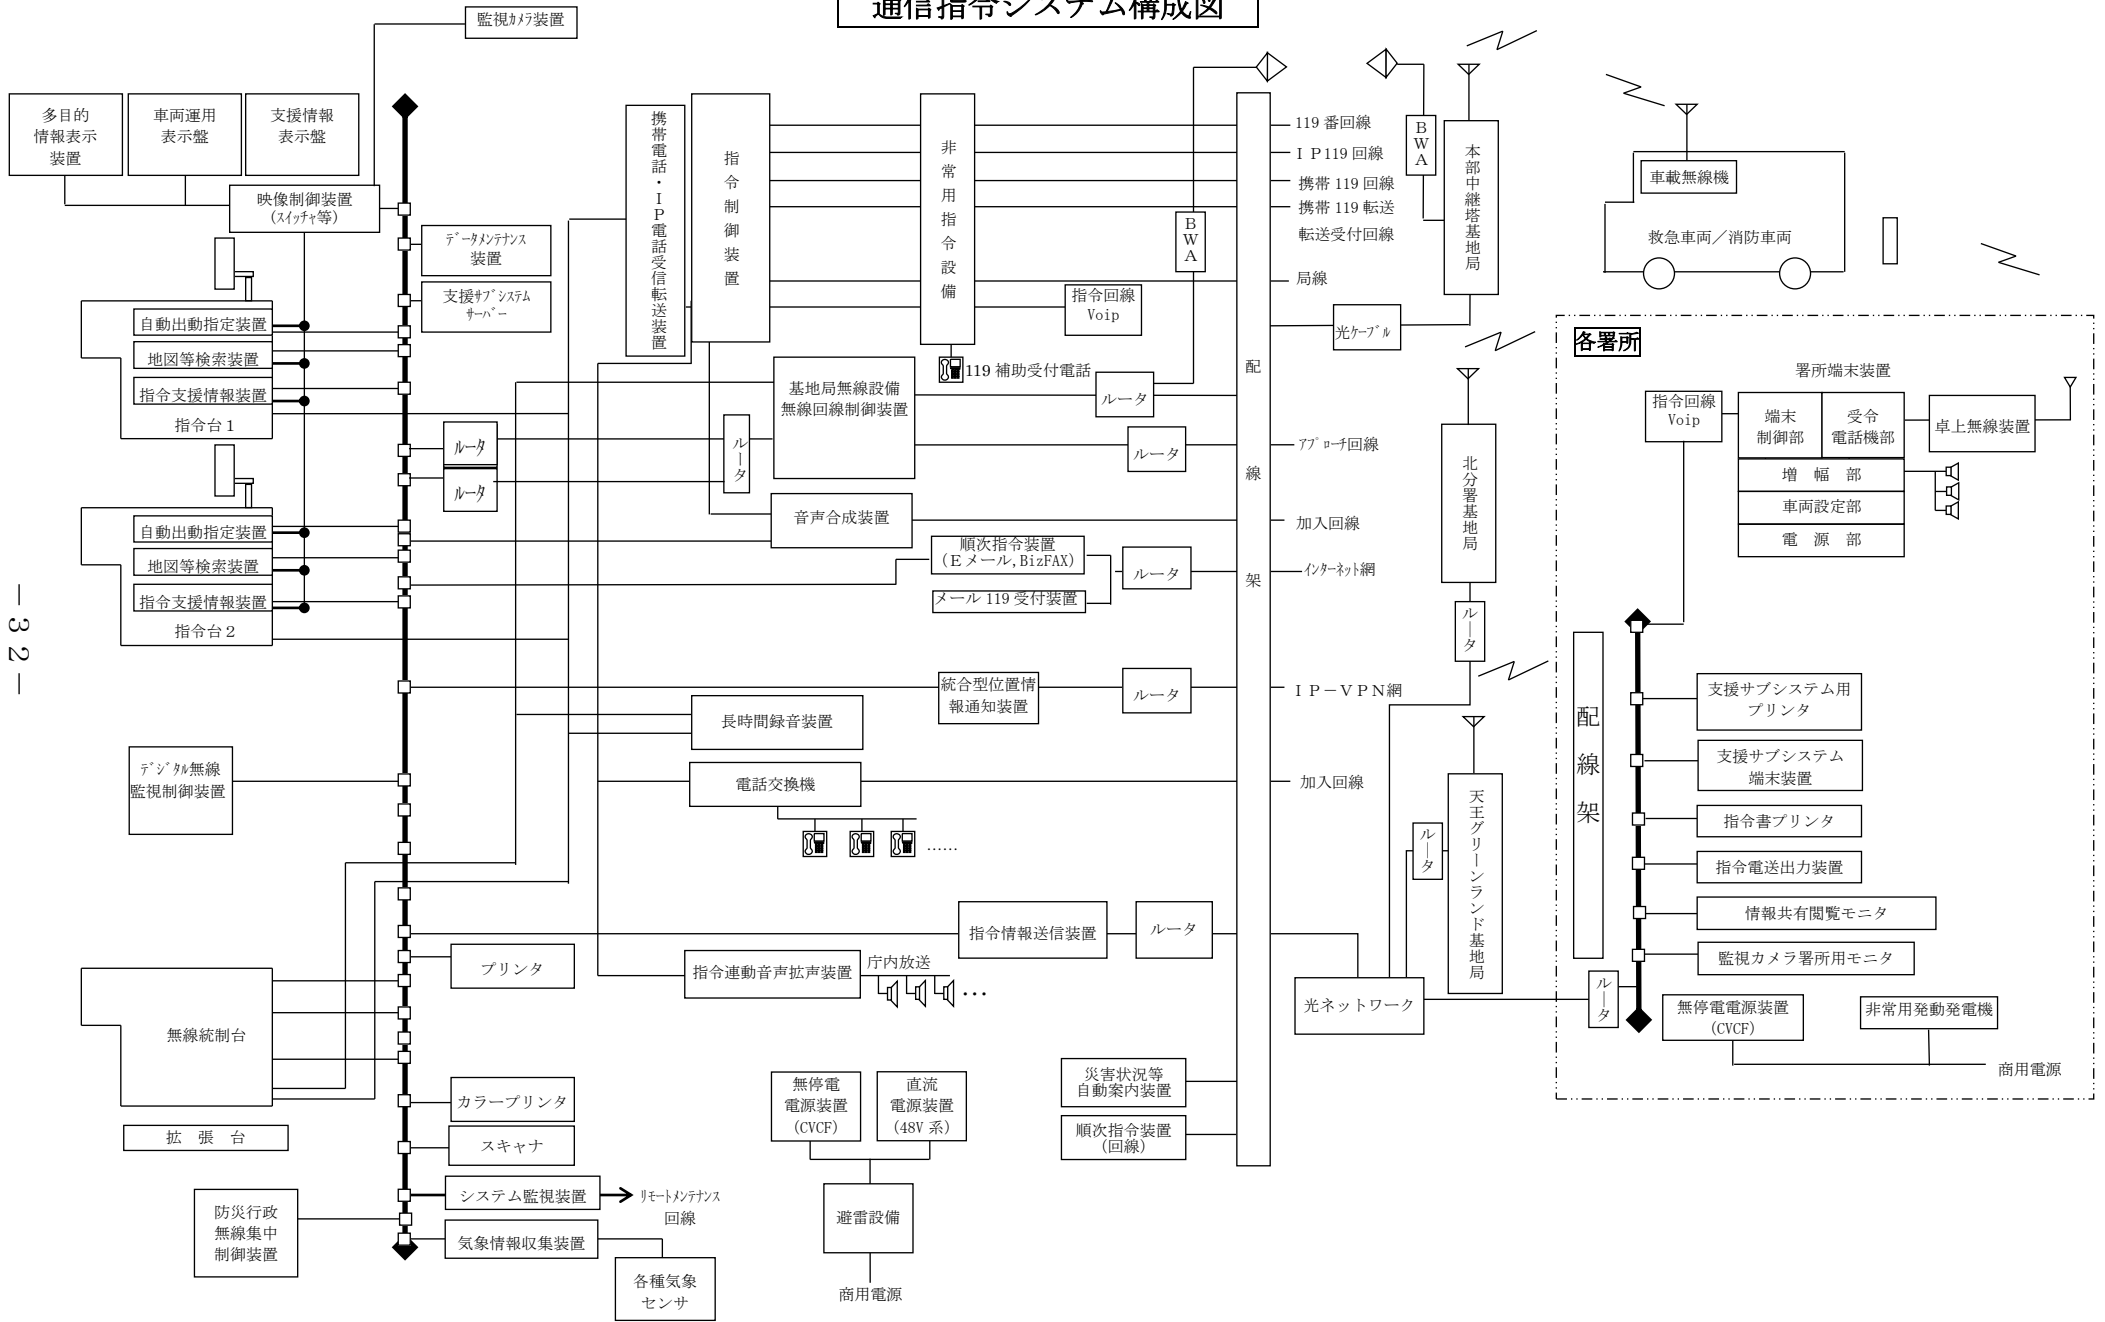 通信指令システム構成図
監視ｶﾒﾗ装置
多目的
情報表示
装置
車両運用
表示盤
支援情報
表示盤
映像制御装置
（ｽｲｯﾁｬ等）
ﾃﾞｰﾀﾒﾝﾃﾅﾝｽ
装置
支援ｻﾌﾞｼｽﾃﾑ
ｻｰﾊﾞｰ
自動出動指定装置
地図等検索装置
指令支援情報装置
指令台１
自動出動指定装置
地図等検索装置
指令支援情報装置
指令台２
ﾙｰﾀ
ﾙｰﾀ
ルータ
携帯電話・ＩＰ電話受信転送装置
指令制御装置
非常用指令設備
119 補助受付電話
指令回線
Voip
ＢＷＡ
ＢＷＡ
119 番回線
ＩＰ119 回線
携帯 119 回線
携帯 119 転送
転送受付回線
局線
基地局無線設備
無線回線制御装置
ルータ
ルータ
ｱﾌﾟﾛｰﾁ回線
音声合成装置
加入回線
順次指令装置
（Ｅメール,BizFAX）
メール 119 受付装置
ルータ
ｲﾝﾀｰﾈｯﾄ網
統合型位置情
報通知装置
ルータ
ＩＰ－ＶＰＮ網
長時間録音装置
電話交換機
加入回線
……
配線架
指令情報送信装置
ルータ
指令連動音声拡声装置
庁内放送
…
デｼﾞﾀﾙ無線
監視制御装置
プリンタ
無線統制台
カラープリンタ
スキャナ
拡　張　台
システム監視装置
ﾘﾓｰﾄﾒﾝﾃﾅﾝｽ
回線
防災行政
無線集中
制御装置
気象情報収集装置
各種気象
センサ
無停電
電源装置
（CVCF）
直流
電源装置
（48V 系）
避雷設備
商用電源
災害状況等
自動案内装置
順次指令装置
（回線）
本部中継塔基地局
光ｹｰﾌﾞﾙ
北分署基地局
ルータ
天王グリーンランド基地局
ルータ
光ネットワーク
車載無線機
救急車両／消防車両
各署所
署所端末装置
指令回線
Voip
端末
制御部
受令
電話機部
増　幅　部
車両設定部
電　源　部
卓上無線装置
配線架
支援サブシステム用
プリンタ
支援サブシステム
端末装置
指令書プリンタ
指令電送出力装置
情報共有閲覧モニタ
監視カメラ署所用モニタ
ルータ
無停電電源装置
（CVCF）
非常用発動発電機
商用電源
－３２－